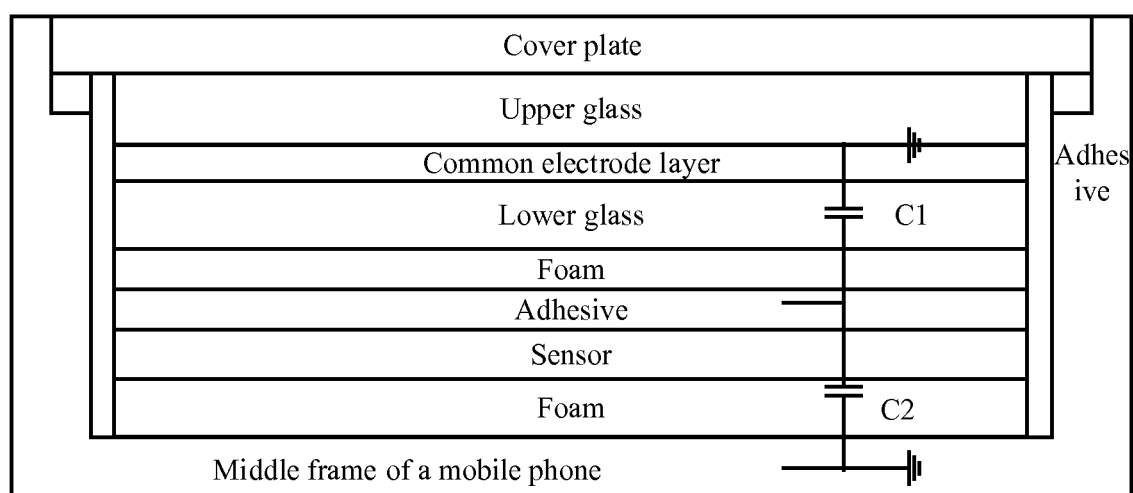 Cover plate
Upper glass
Common electrode layer
Adhes
ive
Lower glass
C1
Foam
Adhesive
Sensor
Foam
C2
Middle frame of a mobile phone